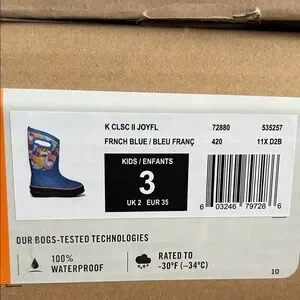 K CLSC II JOYFL 72880 535257
FRNCH BLUE / BLEU FRANÇ 420 11X.D2B
KIDS / ENFANTS
3
UK 2 EUR 35
6 03246 79728 6
OUR BOGS-TESTED TECHNOLOGIES
100% WATERPROOF
RATED TO -30°F (-34°C)
10